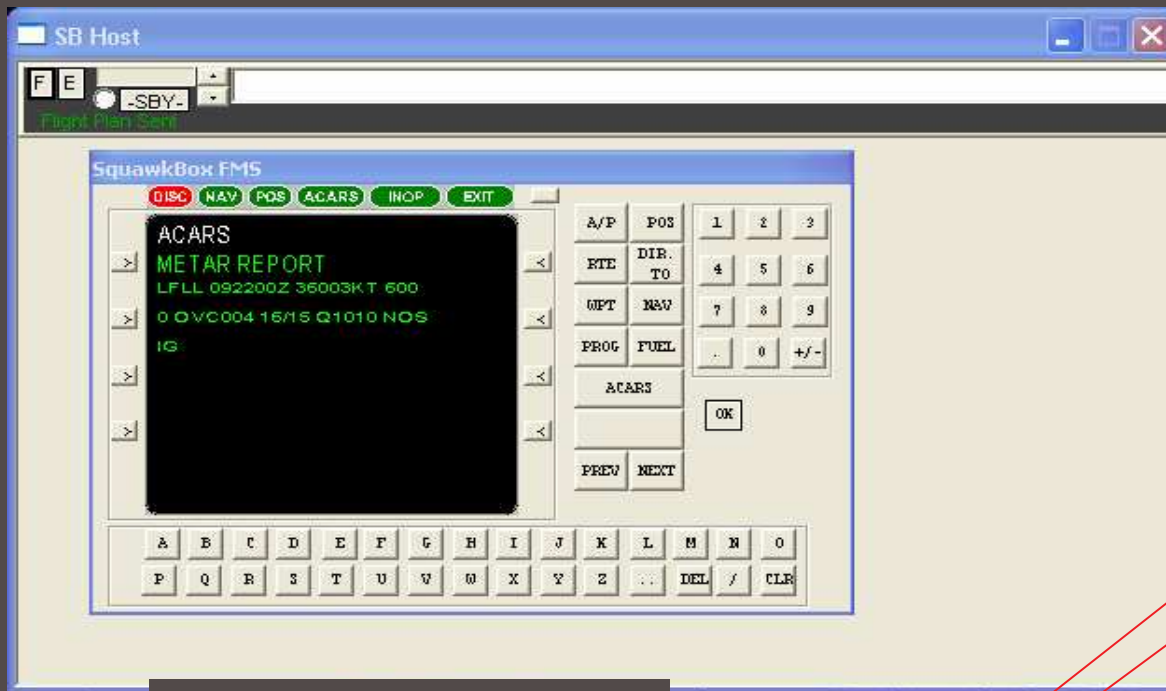 SB Host
F E
-SBY-
Flight Plan Sent
SquawkBox FMS
DISC NAV POS ACARS INOP EXIT
ACARS
METAR REPORT
LFLL 092200Z 36003KT 600
0 OVC004 16/15 Q1010 NOS
IG
> <
> <
> <
> <
A/P POS
RTE DIR. TO
WPT NAV
PROG FUEL
ACARS
PREV NEXT
1 2 3
4 5 6
7 8 9
. 0 +/-
OK
A B C D E F G H I J K L M N O
P Q R S T U V W X Y Z .. DEL / CLR